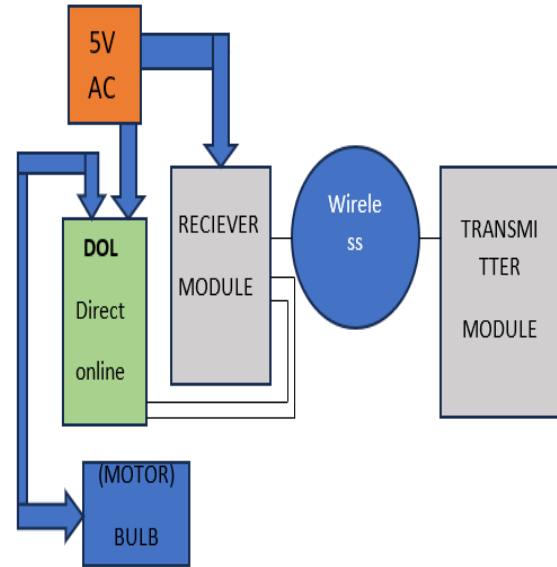 5V
AC
RECIEVER
MODULE
Wirele
ss
TRANSMI
TTER
MODULE
DOL
Direct
online
(MOTOR)
BULB